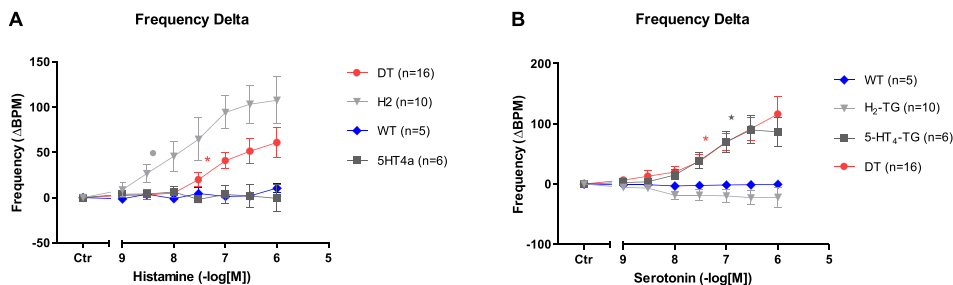 A
Frequency Delta
Frequency (ΔBPM)
150
100
50
0
-50
Ctr
9
8
7
6
5
Histamine (-log[M])
*
DT (n=16)
H2 (n=10)
WT (n=5)
5HT4a (n=6)
B
Frequency Delta
Frequency (ΔBPM)
200
100
0
-100
Ctr
9
8
7
6
5
Serotonin (-log[M])
*
*
WT (n=5)
H₂-TG (n=10)
5-HT₄-TG (n=6)
DT (n=16)